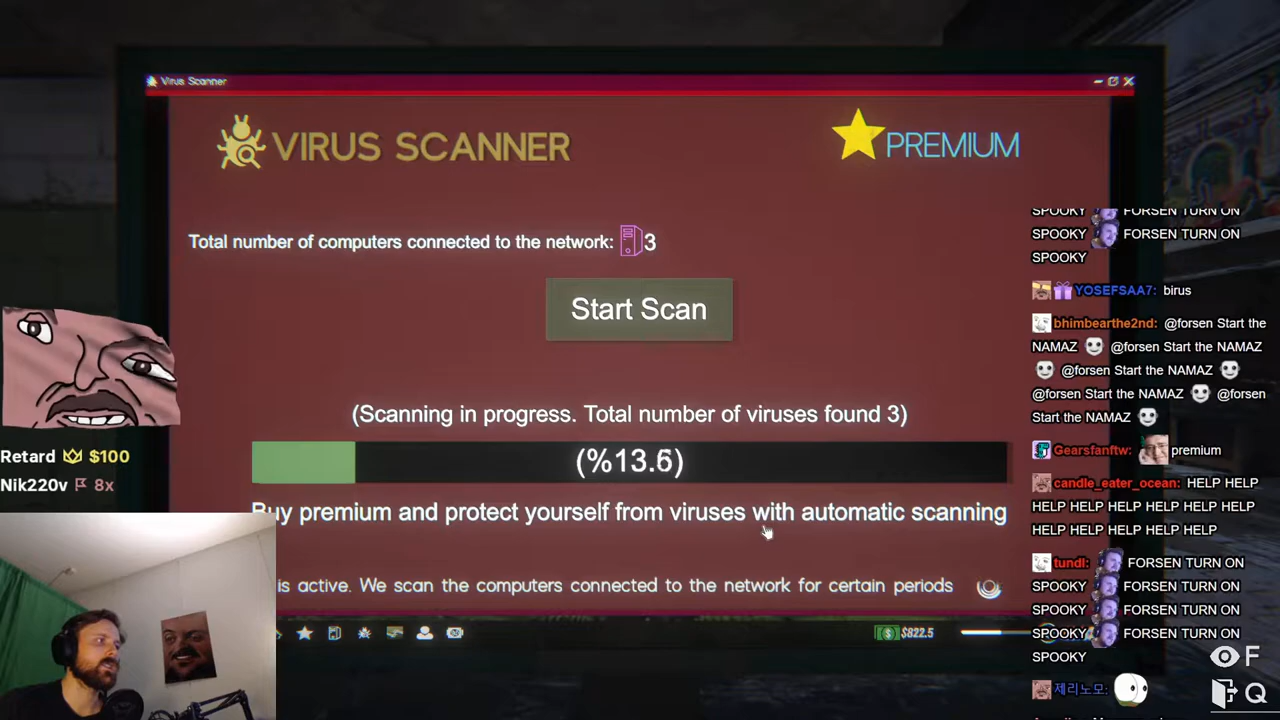 Virus Scanner
VIRUS SCANNER
PREMIUM
Total number of computers connected to the network: 3
Start Scan
(Scanning in progress. Total number of viruses found 3)
(%13.6)
Buy premium and protect yourself from viruses with automatic scanning
is active. We scan the computers connected to the network for certain periods
$822.5
Retard $100
Nik220v 8x
SPOOKY FORSEN TURN ON
SPOOKY FORSEN TURN ON
SPOOKY
YOSEFSAA7: birus
bhimbearthe2nd: @forsen Start the
NAMAZ @forsen Start the NAMAZ
@forsen Start the NAMAZ
@forsen Start the NAMAZ @forsen
Start the NAMAZ
Gearsfanftw: premium
candle_eater_ocean: HELP HELP
HELP HELP HELP HELP HELP HELP
HELP HELP HELP HELP HELP
tundl: FORSEN TURN ON
SPOOKY FORSEN TURN ON
SPOOKY FORSEN TURN ON
SPOOKY FORSEN TURN ON
SPOOKY
제리노모:
F
Q